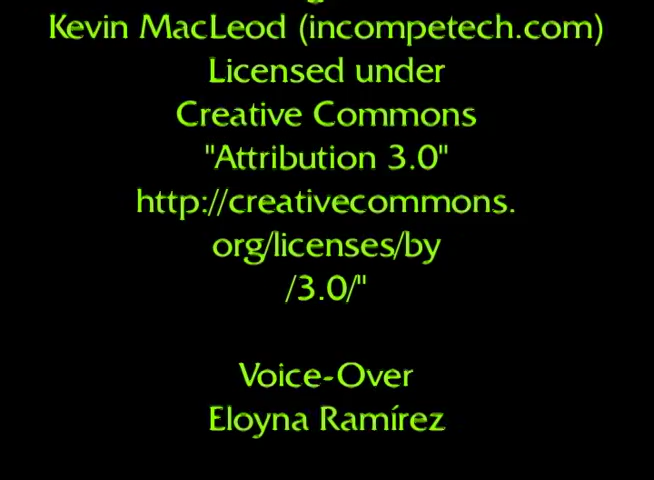 Kevin MacLeod (incompetech.com)
Licensed under
Creative Commons
"Attribution 3.0"
http://creativecommons.
org/licenses/by
/3.0/"
Voice-Over
Eloyna Ramírez